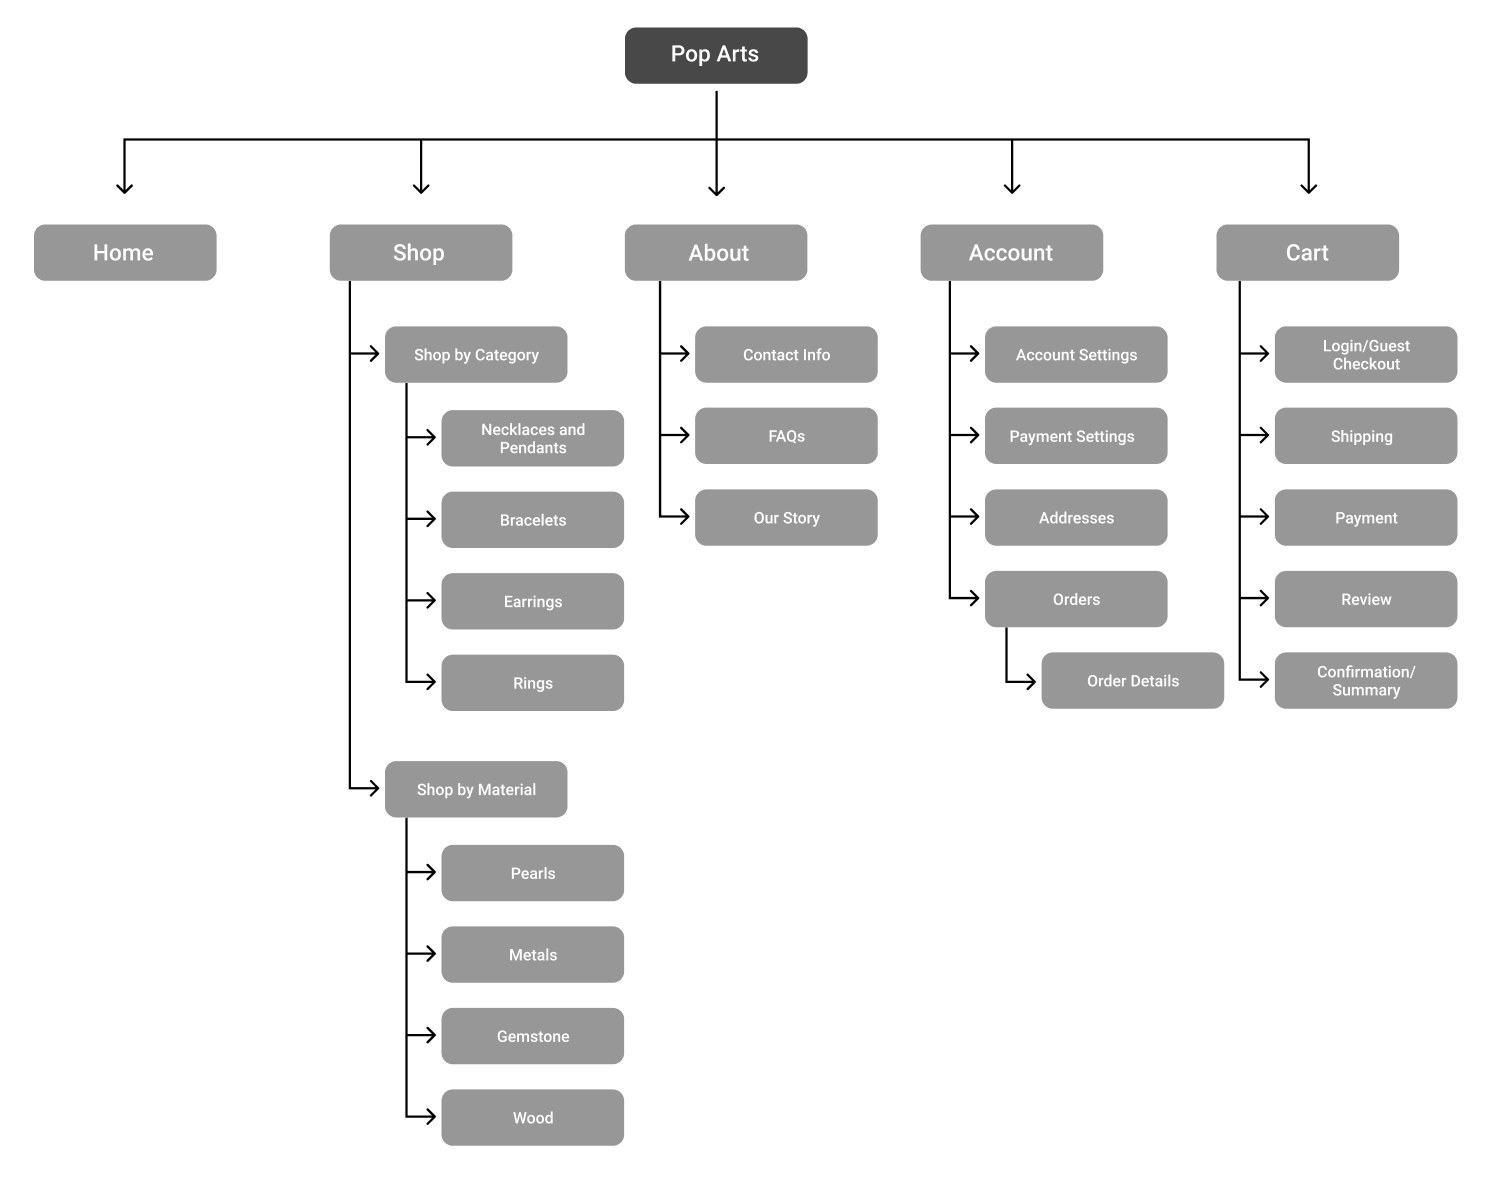 Pop Arts
Home
Shop
About
Account
Cart
Shop by Category
Necklaces and
Pendants
Bracelets
Earrings
Rings
Shop by Material
Pearls
Metals
Gemstone
Wood
Contact Info
FAQs
Our Story
Account Settings
Payment Settings
Addresses
Orders
Order Details
Login/Guest
Checkout
Shipping
Payment
Review
Confirmation/
Summary